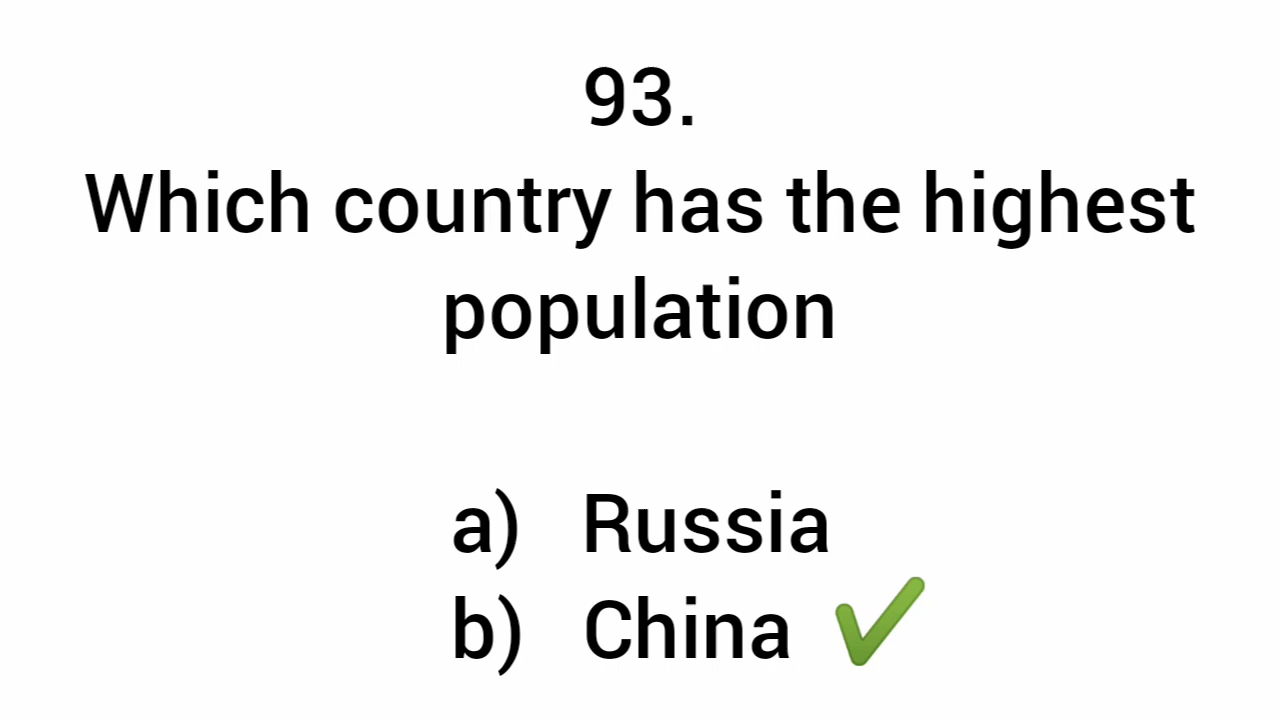 93.
Which country has the highest
population
a) Russia
b) China ✔